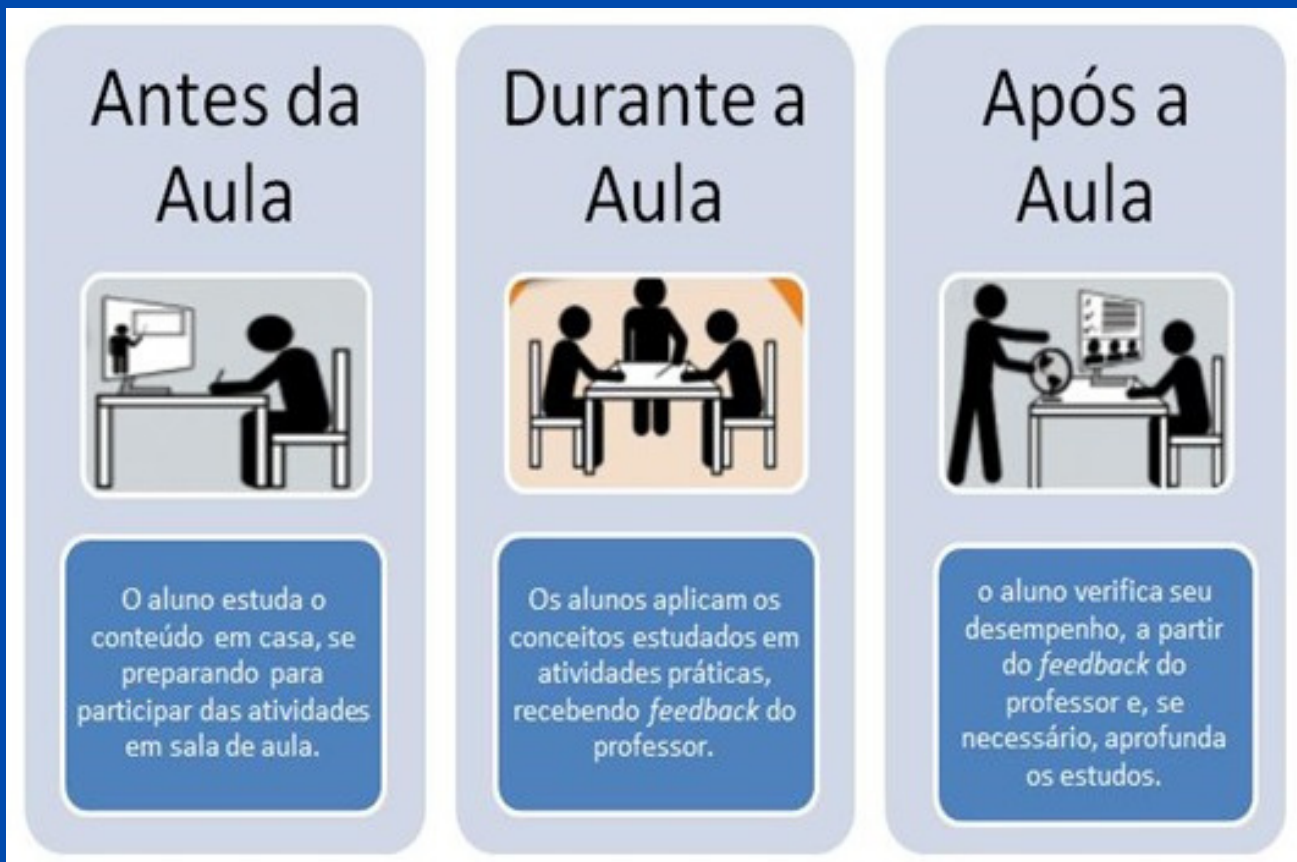 Antes da
Aula
O aluno estuda o
conteúdo em casa, se
preparando para
participar das atividades
em sala de aula.
Durante a
Aula
Os alunos aplicam os
conceitos estudados em
atividades práticas,
recebendo feedback do
professor.
Após a
Aula
o aluno verifica seu
desempenho, a partir
do feedback do
professor e, se
necessário, aprofunda
os estudos.